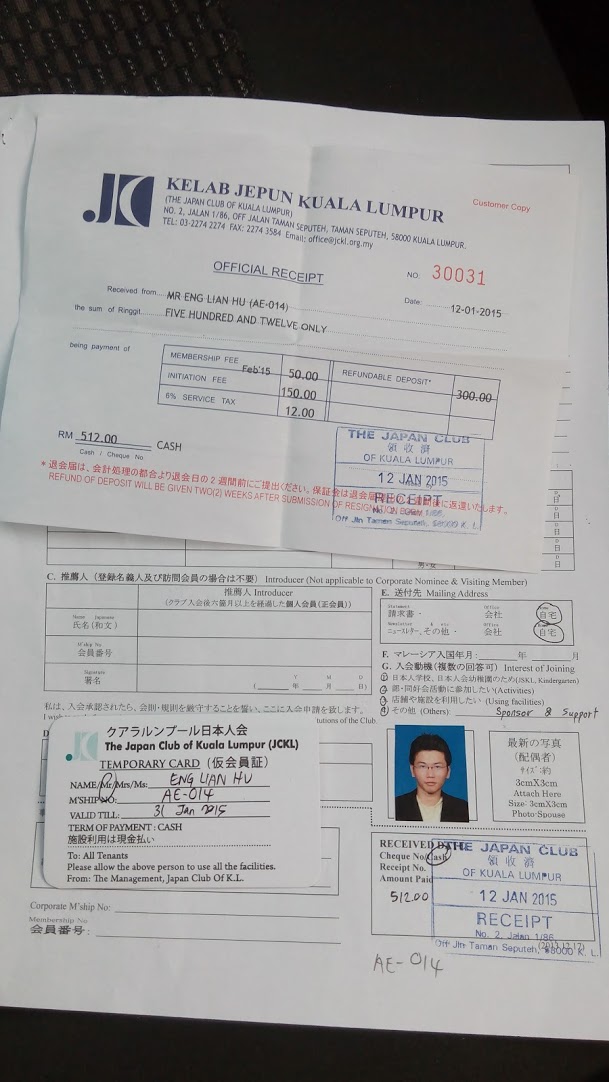 JC
KELAB JEPUN KUALA LUMPUR
(THE JAPAN CLUB OF KUALA LUMPUR)
NO. 2, JALAN 1/86, OFF JALAN TAMAN SEPUTEH, TAMAN SEPUTEH, 58000 KUALA LUMPUR.
TEL: 03-2274 2274 FAX: 2274 3584 Email: office@jckl.org.my
Customer Copy
OFFICIAL RECEIPT
NO. 30031
Received from MR ENG LIAN HU (AE-014)
Date: 12-01-2015
the sum of Ringgit FIVE HUNDRED AND TWELVE ONLY
being payment of
MEMBERSHIP FEE Feb'15 50.00 REFUNDABLE DEPOSIT* 300.00
INITIATION FEE 150.00
6% SERVICE TAX 12.00
RM 512.00 CASH
Cash / Cheque No.
THE JAPAN CLUB
領収済
OF KUALA LUMPUR
12 JAN 2015
RECEIPT
Off Jln Taman Seputeh, 58000 K. L.
*退会届は、会計処理の都合より退会日の2週間前にご提出ください。保証金は退会届 週間後に返還いたします。
REFUND OF DEPOSIT WILL BE GIVEN TWO(2) WEEKS AFTER SUBMISSION OF RESIGNATION FORM
D
日
D
日
D
日
D
日
D
日
男・女
C. 推薦人(登録名義人及び訪問会員の場合は不要) Introducer (Not applicable to Corporate Nominee & Visiting Member)
推薦人 Introducer
(クラブ入会後六箇月以上を経過した個人会員(正会員))
Name Japanese
氏名(和文)
M'ship No
会員番号
Signature
署名
Y M D
( 年 月 日)
E. 送付先 Mailing Address
Statement Office Home
請求書・ 会社 自宅
Newsletter & etc Office Home
ニュースレター、その他・ 会社 自宅
F. マレーシア入国年月: 年 月
G. 入会動機(複数の回答可) Interest of Joining
① 日本人学校、日本人会幼稚園のため(JSKL, Kindergarten)
② 部・同好会活動に参加したい(Activities)
③ 店舗や施設を利用したい(Using facilities)
④ その他 (Others) Sponsor & Support
私は、入会承認されたら、会則・規則を厳守することを誓い、ここに入会申請を致します。
I wis tutions of the Club.
D
クアラルンプール日本人会
The Japan Club of Kuala Lumpur (JCKL)
TEMPORARY CARD (仮会員証)
NAME/Mr/Mrs/Ms: ENG LIAN HU
M'SHIP NO: AE-014
VALID TILL: 31 Jan 2015
TERM OF PAYMENT : CASH
施設利用は現金払い
To: All Tenants
Please allow the above person to use all the facilities.
From: The Management, Japan Club Of K.L.
最新の写真
(配偶者)
サイズ:約
3cmX3cm
Attach Here
Size: 3cmX3cm
Photo-Spouse
RECEIVED
Cheque No/Cash
Receipt No.
Amount Paid
512.00
THE JAPAN CLUB
領収済
OF KUALA LUMPUR
12 JAN 2015
RECEIPT
No. 2, Jalan 1/86,
Off Jln Taman Seputeh, 58000 K. L.
Corporate M'ship No:
Membership No
会員番号:
AE-014